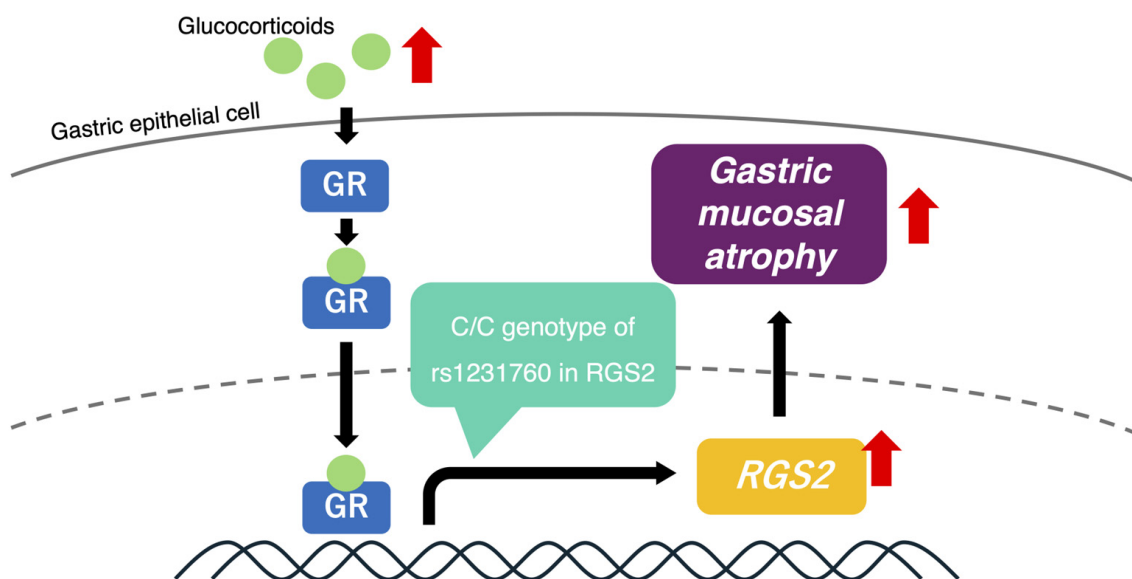 Glucocorticoids
Gastric epithelial cell
GR
GR
C/C genotype of
rs1231760 in RGS2
Gastric
mucosal
atrophy
GR
RGS2